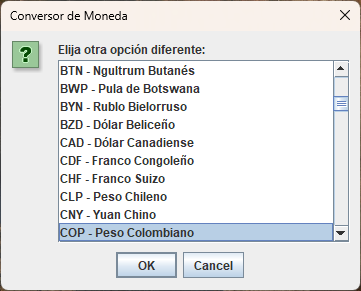 Conversor de Moneda
Elija otra opción diferente:
BTN - Ngultrum Butanés
BWP - Pula de Botswana
BYN - Rublo Bielorruso
BZD - Dólar Beliceño
CAD - Dólar Canadiense
CDF - Franco Congoleño
CHF - Franco Suizo
CLP - Peso Chileno
CNY - Yuan Chino
COP - Peso Colombiano
OK
Cancel